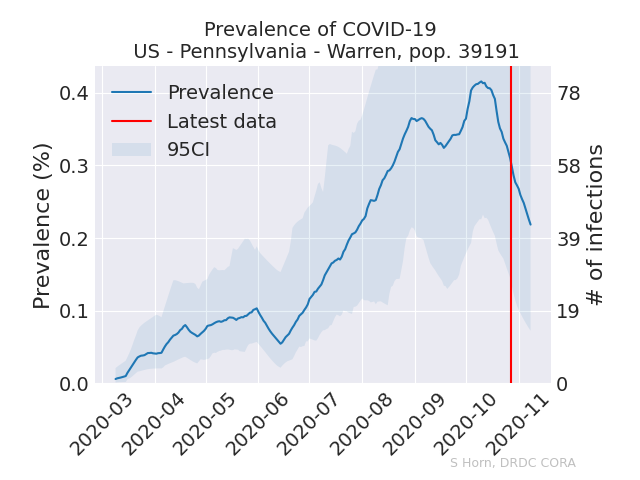 Prevalence of COVID-19
US - Pennsylvania - Warren, pop. 39191
Prevalence
Latest data
95CI
Prevalence (%)
0.4
0.3
0.2
0.1
0.0
78
58
39
19
0
# of infections
2020-03
2020-04
2020-05
2020-06
2020-07
2020-08
2020-09
2020-10
2020-11
S Horn, DRDC CORA